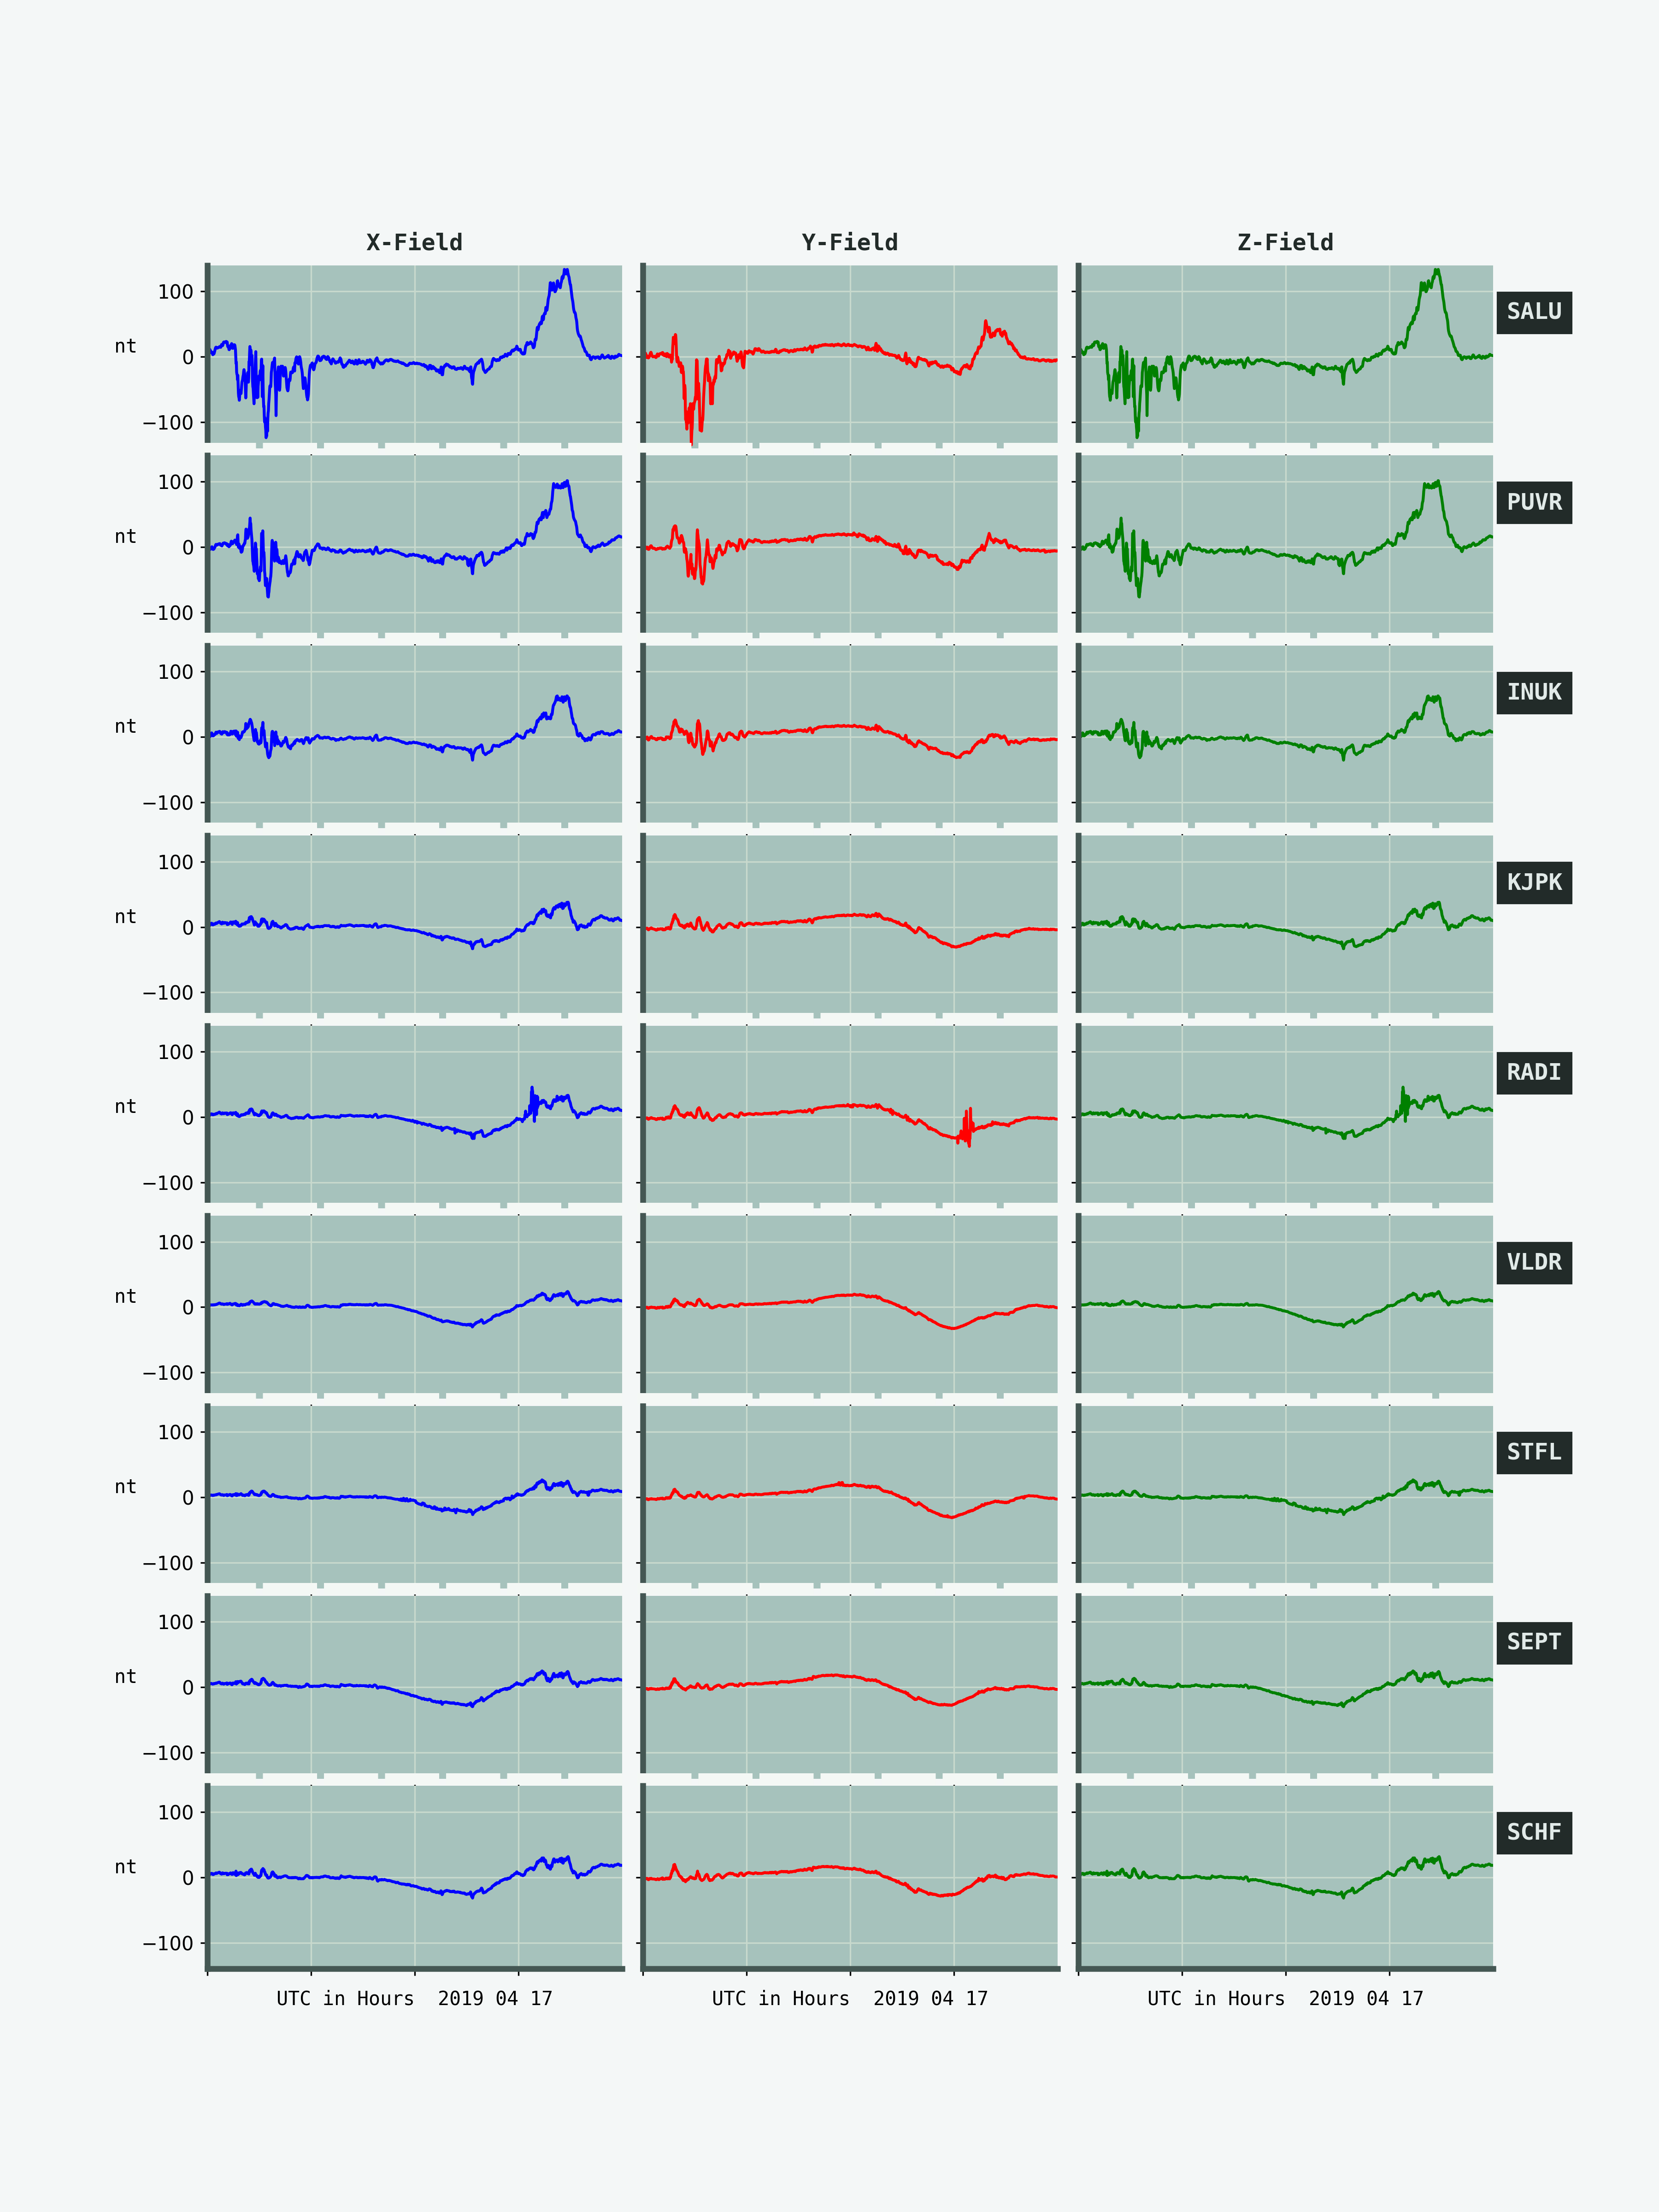 X-Field Y-Field Z-Field
100
nt 0 SALU
−100
100
nt 0 PUVR
−100
100
nt 0 INUK
−100
100
nt 0 KJPK
−100
100
nt 0 RADI
−100
100
nt 0 VLDR
−100
100
nt 0 STFL
−100
100
nt 0 SEPT
−100
100
nt 0 SCHF
−100
UTC in Hours 2019 04 17 UTC in Hours 2019 04 17 UTC in Hours 2019 04 17